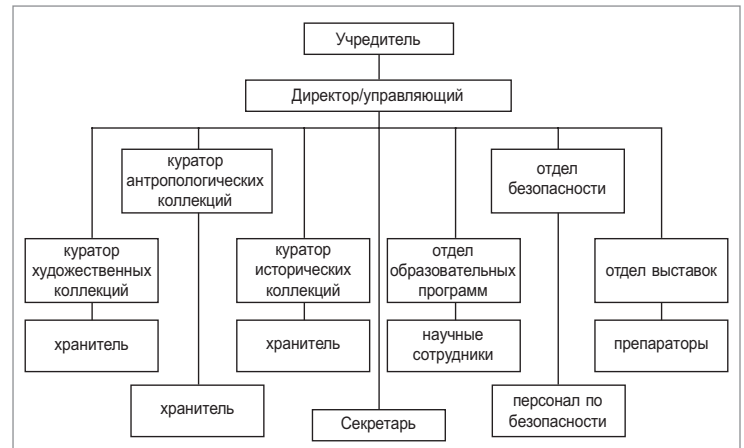 Учредитель
Директор/управляющий
куратор
антропологических
коллекций
отдел
безопасности
куратор
художественных
коллекций
куратор
исторических
коллекций
отдел
образовательных
программ
отдел выставок
хранитель
хранитель
научные
сотрудники
препараторы
хранитель
Секретарь
персонал по
безопасности